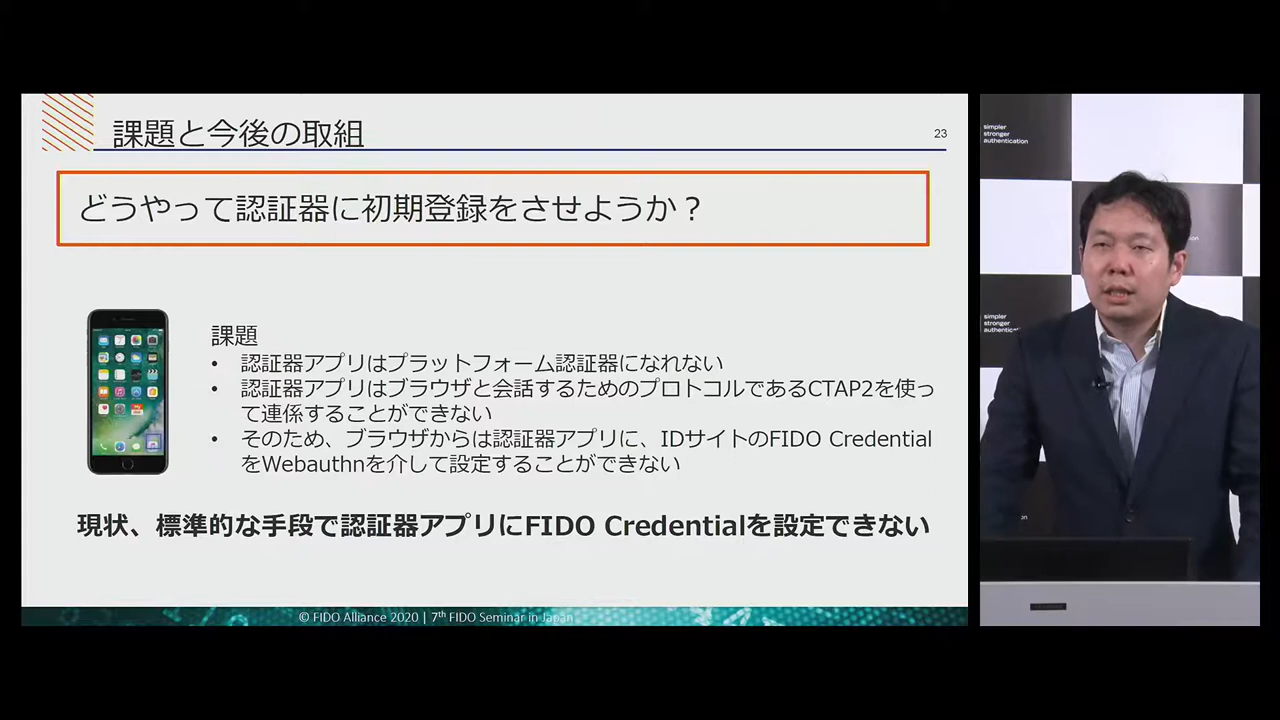 課題と今後の取組
23
どうやって認証器に初期登録をさせようか？
課題
• 認証器アプリはプラットフォーム認証器になれない
• 認証器アプリはブラウザと会話するためのプロトコルであるCTAP2を使っ
て連係することができない
• そのため、ブラウザからは認証器アプリに、IDサイトのFIDO Credential
をWebauthnを介して設定することができない
現状、標準的な手段で認証器アプリにFIDO Credentialを設定できない
© FIDO Alliance 2020 | 7th FIDO Seminar in Japan
simpler
stronger
authentication
simpler
stronger